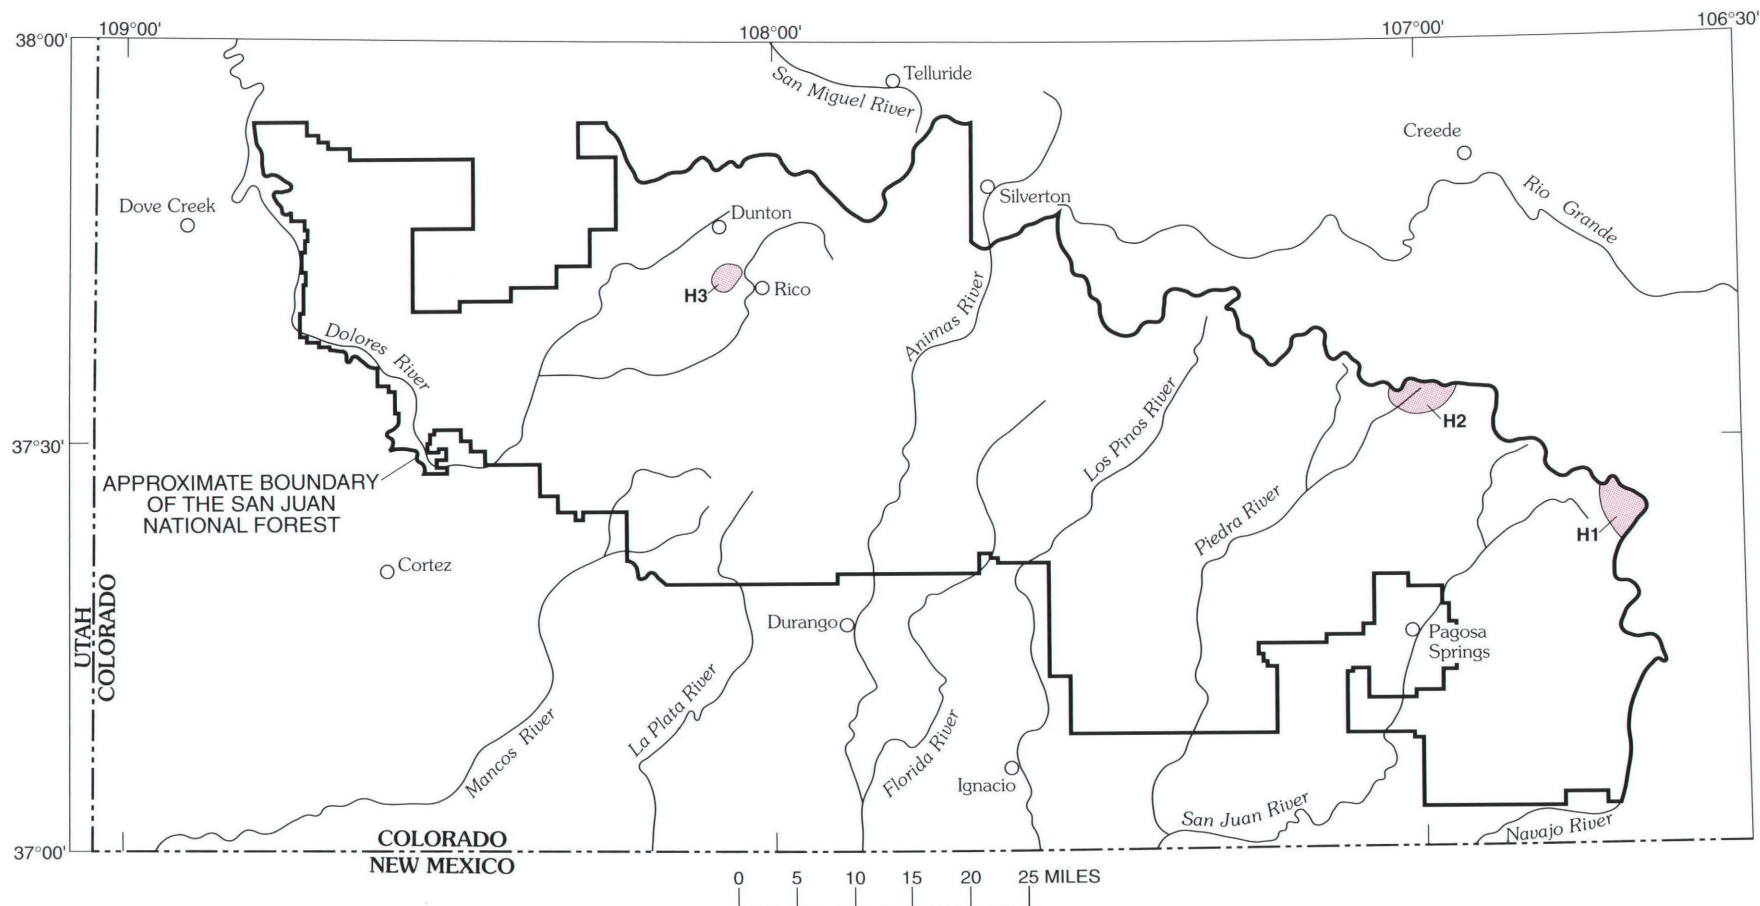 109°00'
108°00'
107°00'
106°30'
38°00'
Telluride
San Miguel River
Creede
Silverton
Rio Grande
Dove Creek
Dunton
H3
Rico
Animas River
Dolores River
Los Pinos River
H2
37°30'
APPROXIMATE BOUNDARY
OF THE SAN JUAN
NATIONAL FOREST
Piedra River
H1
Cortez
UTAH
COLORADO
Durango
Pagosa
Springs
La Plata River
Mancos River
Florida River
Ignacio
San Juan River
Navajo River
37°00'
COLORADO
NEW MEXICO
0 5 10 15 20 25 MILES